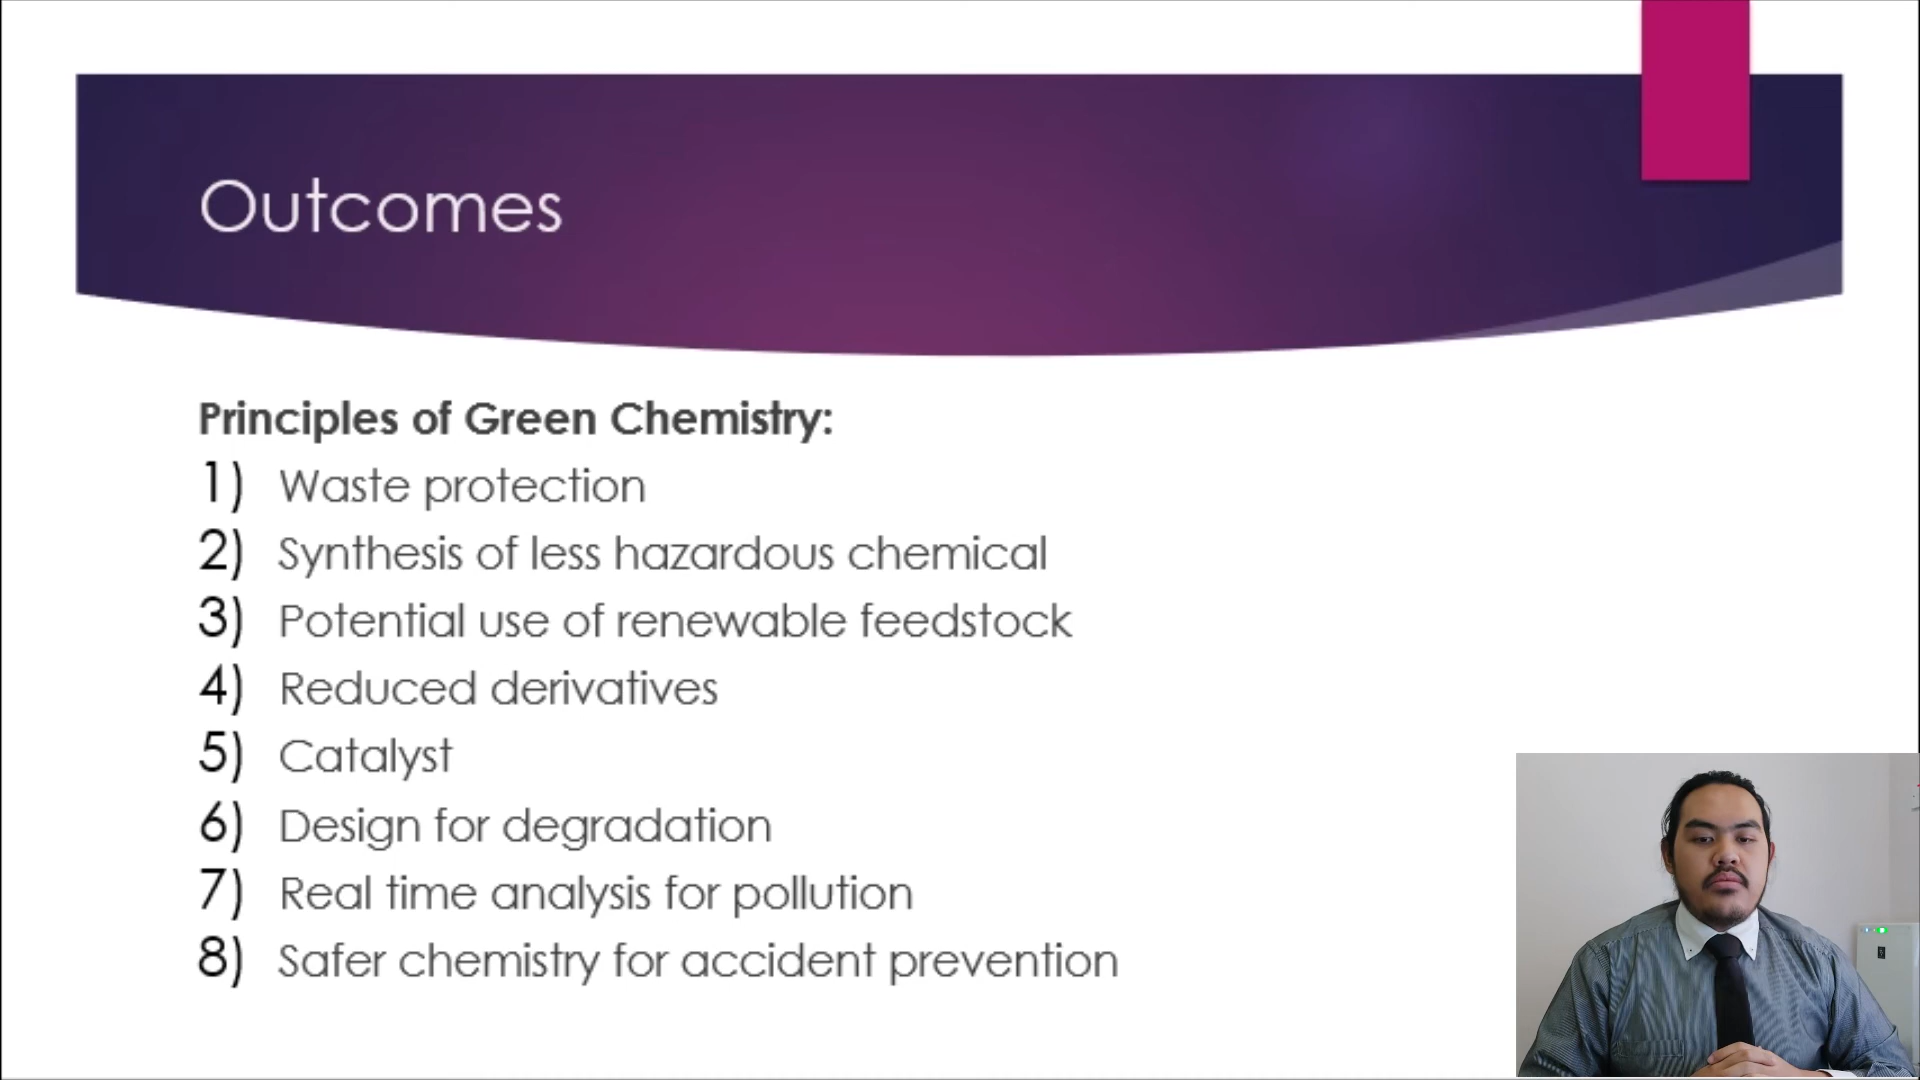 Outcomes
Principles of Green Chemistry:
1) Waste protection
2) Synthesis of less hazardous chemical
3) Potential use of renewable feedstock
4) Reduced derivatives
5) Catalyst
6) Design for degradation
7) Real time analysis for pollution
8) Safer chemistry for accident prevention